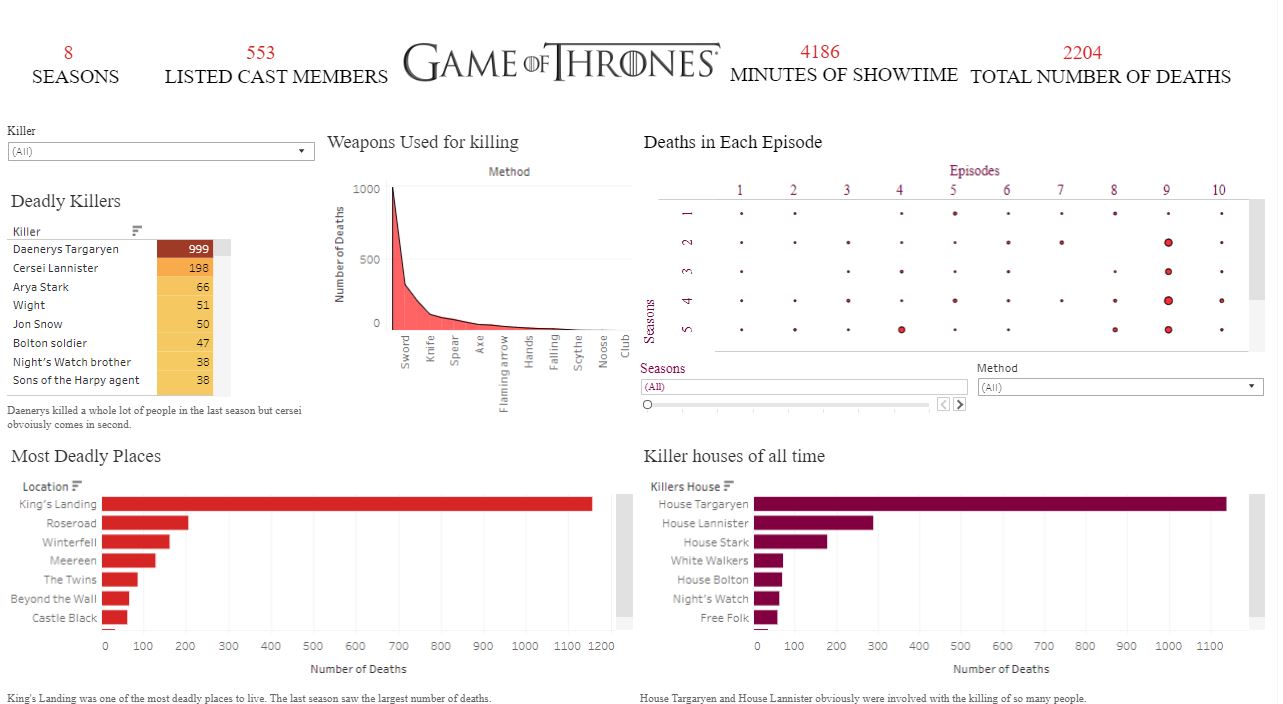 8
SEASONS
553
LISTED CAST MEMBERS
GAME OF THRONES
4186
MINUTES OF SHOWTIME
2204
TOTAL NUMBER OF DEATHS
Killer
(All)
Deadly Killers
Killer
Daenerys Targaryen 999
Cersei Lannister 198
Arya Stark 66
Wight 51
Jon Snow 50
Bolton soldier 47
Night's Watch brother 38
Sons of the Harpy agent 38
Daenerys killed a whole lot of people in the last season but cersei
obvoiusly comes in second.
Weapons Used for killing
Method
Number of Deaths
1000
500
0
Sword
Knife
Spear
Axe
Flaming arrow
Hands
Falling
Scythe
Noose
Club
Deaths in Each Episode
Episodes
1 2 3 4 5 6 7 8 9 10
Seasons
1
2
3
4
5
Seasons
(All)
Method
(All)
Most Deadly Places
Location
King's Landing
Roseroad
Winterfell
Meereen
The Twins
Beyond the Wall
Castle Black
0 100 200 300 400 500 600 700 800 900 1000 1100 1200
Number of Deaths
King's Landing was one of the most deadly places to live. The last season saw the largest number of deaths.
Killer houses of all time
Killers House
House Targaryen
House Lannister
House Stark
White Walkers
House Bolton
Night's Watch
Free Folk
0 100 200 300 400 500 600 700 800 900 1000 1100
Number of Deaths
House Targaryen and House Lannister obviously were involved with the killing of so many people.